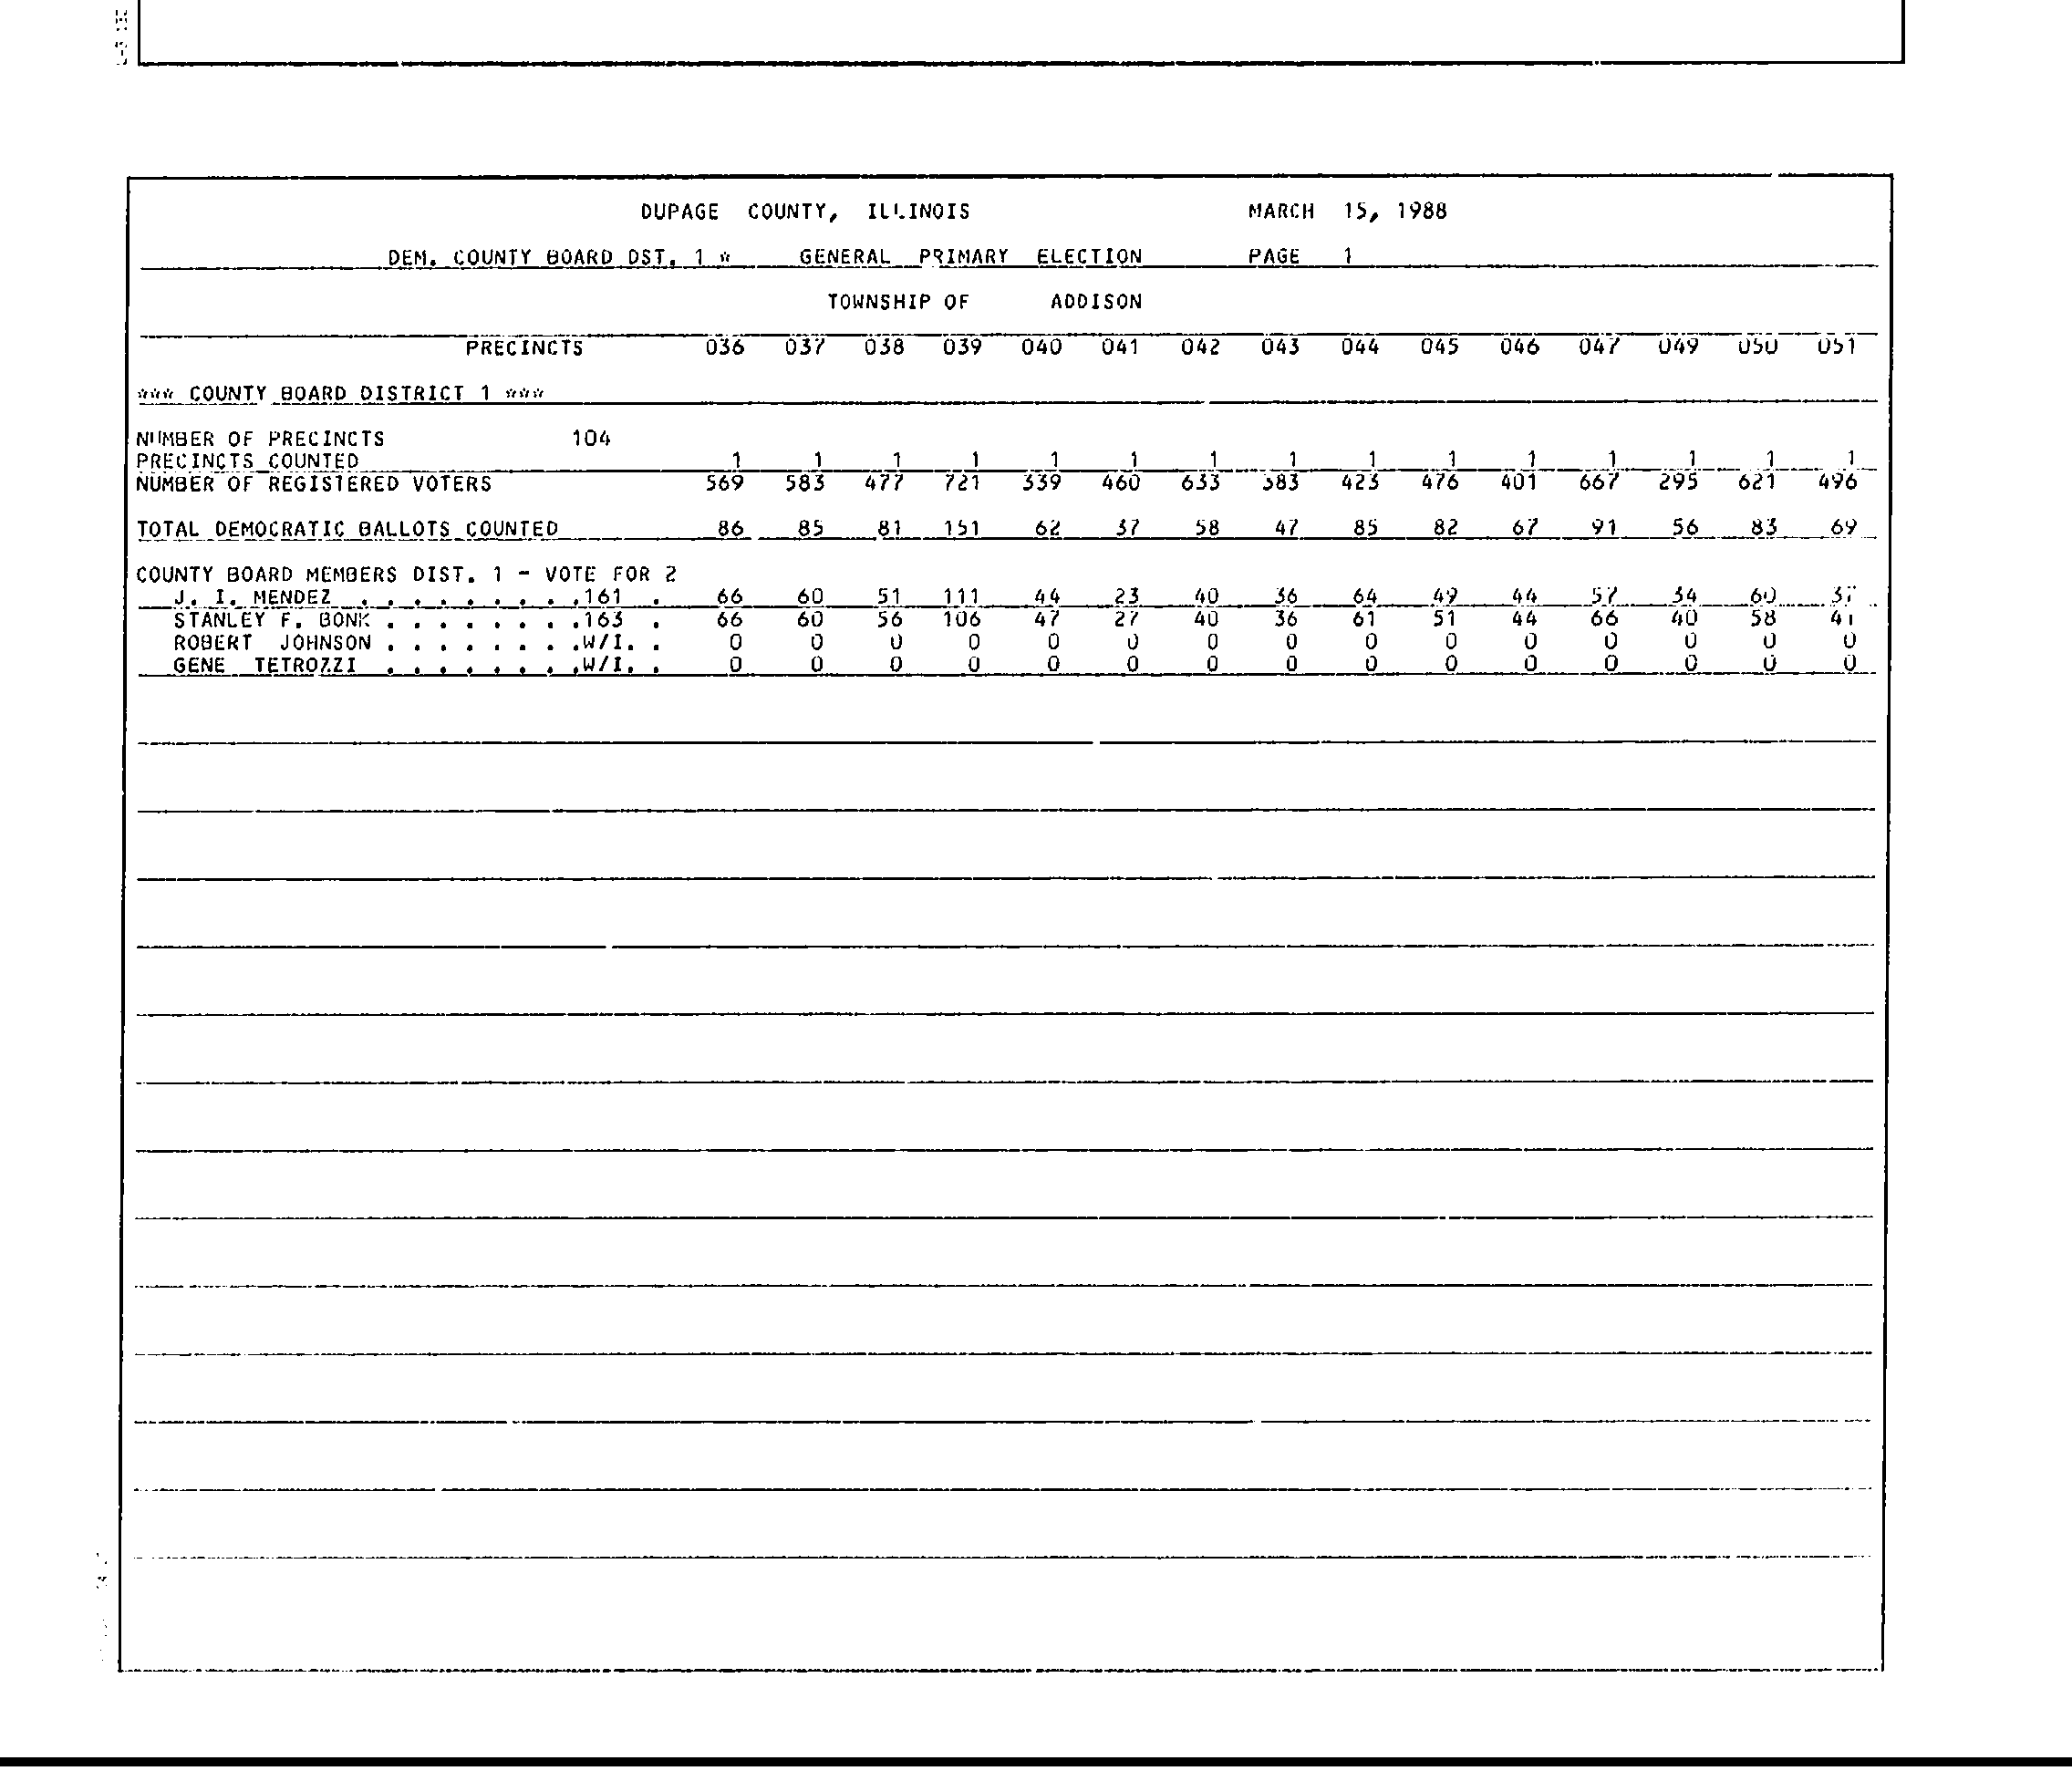 DUPAGE COUNTY, ILLINOIS MARCH 15, 1988
DEM. COUNTY BOARD DST. 1 * GENERAL PRIMARY ELECTION PAGE 1
TOWNSHIP OF ADDISON
PRECINCTS 036 037 038 039 040 041 042 043 044 045 046 047 049 050 051
*** COUNTY BOARD DISTRICT 1 ***
NUMBER OF PRECINCTS 104
PRECINCTS COUNTED 1 1 1 1 1 1 1 1 1 1 1 1 1 1 1
NUMBER OF REGISTERED VOTERS 569 583 477 721 339 460 633 383 423 476 401 667 295 621 496
TOTAL DEMOCRATIC BALLOTS COUNTED 86 85 81 151 62 37 58 47 85 82 67 91 56 83 69
COUNTY BOARD MEMBERS DIST. 1 - VOTE FOR 2
J. I. MENDEZ . . . . . . . . .161 . 66 60 51 111 44 23 40 36 64 49 44 57 34 60 37
STANLEY F. BONK . . . . . . . .163 . 66 60 56 106 47 27 40 36 61 51 44 66 40 58 41
ROBERT JOHNSON . . . . . . . .W/I. . 0 0 0 0 0 0 0 0 0 0 0 0 0 0 0
GENE TETROZZI . . . . . . . .W/I. . 0 0 0 0 0 0 0 0 0 0 0 0 0 0 0